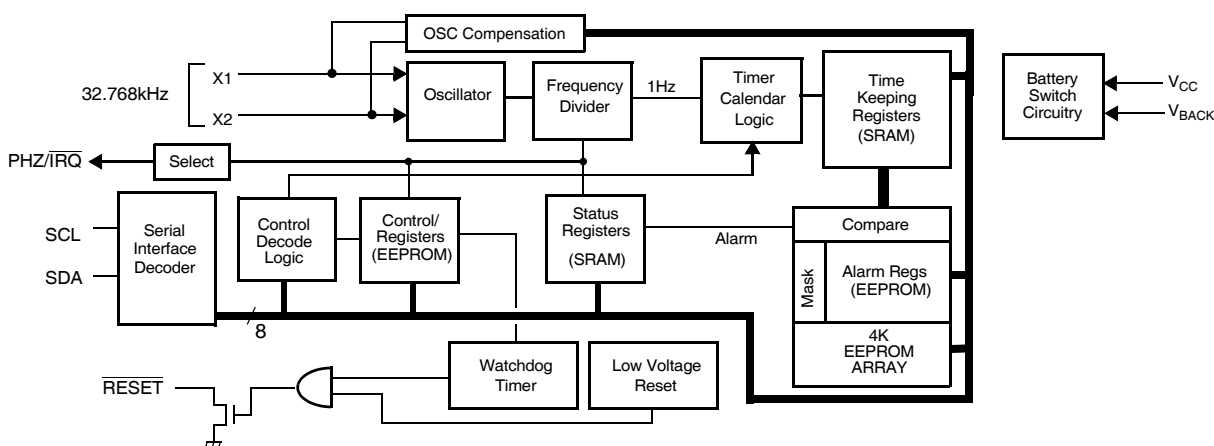 OSC Compensation
32.768kHz
X1
X2
Oscillator
Frequency
Divider
1Hz
Timer
Calendar
Logic
Time
Keeping
Registers
(SRAM)
Battery
Switch
Circuitry
VCC
VBACK
PHZ/IRQ
Select
SCL
SDA
Serial
Interface
Decoder
Control
Decode
Logic
Control/
Registers
(EEPROM)
Status
Registers
(SRAM)
Alarm
Compare
Mask
Alarm Regs
(EEPROM)
4K
EEPROM
ARRAY
8
RESET
Watchdog
Timer
Low Voltage
Reset